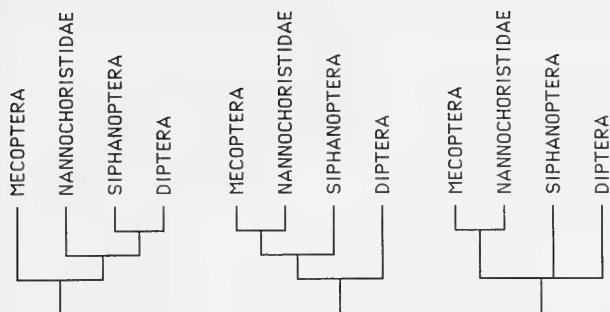 MECOPTERA
NANNOCHORISTIDAE
SIPHANOPTERA
DIPTERA
MECOPTERA
NANNOCHORISTIDAE
SIPHANOPTERA
DIPTERA
MECOPTERA
NANNOCHORISTIDAE
SIPHANOPTERA
DIPTERA